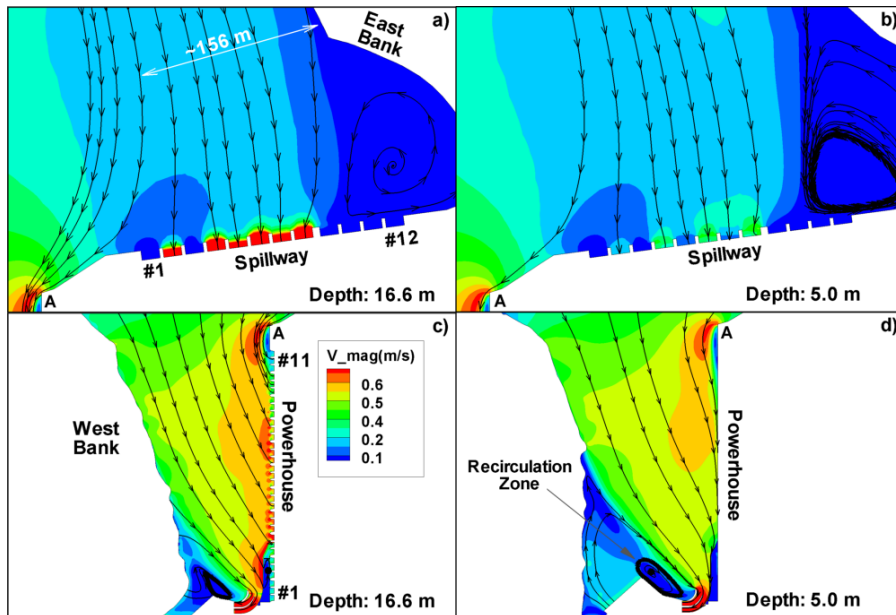 a)
East
Bank
~156 m
#1
Spillway
#12
A
Depth: 16.6 m
b)
Spillway
A
Depth: 5.0 m
c)
A
#11
V_mag(m/s)
0.6
0.5
0.4
0.2
0.1
West
Bank
Powerhouse
#1
Depth: 16.6 m
d)
A
Recirculation
Zone
Powerhouse
Depth: 5.0 m